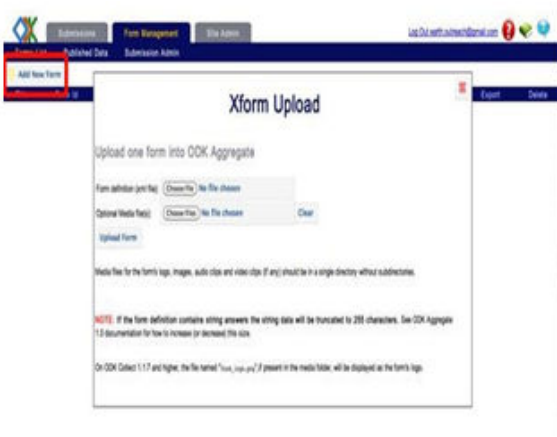 Submissions Form Management Site Admin
Log Out earth.outreach@gmail.com
Forms List Published Data Submission Admin
Add New Form
Export Delete
Xform Upload
Upload one form into ODK Aggregate
Form definition (xml file) Choose File No file chosen
Optional Media file(s) Choose Files No file chosen Clear
Upload Form
Media files for the form's logo, images, audio clips and video clips (if any) should be in a single directory without subdirectories.
NOTE: If the form definition contains string answers the string data will be truncated to 255 characters. See ODK Aggregate
1.0 documentation for how to increase (or decrease) this size.
On ODK Collect 1.1.7 and higher, the file named "form_logo.png", if present in the media folder, will be displayed as the form's logo.